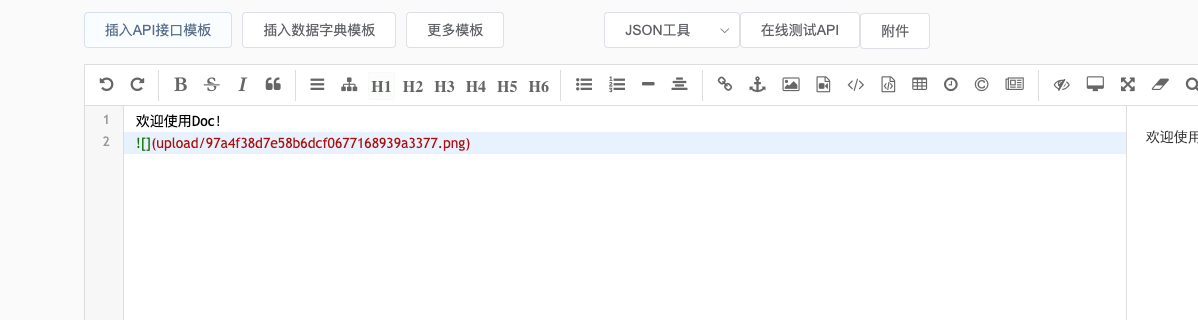 插入API接口模板 插入数据字典模板 更多模板 JSON工具 在线测试API 附件
B S I H1 H2 H3 H4 H5 H6
1 欢迎使用Doc! 欢迎使用
2 ![](upload/97a4f38d7e58b6dcf0677168939a3377.png)